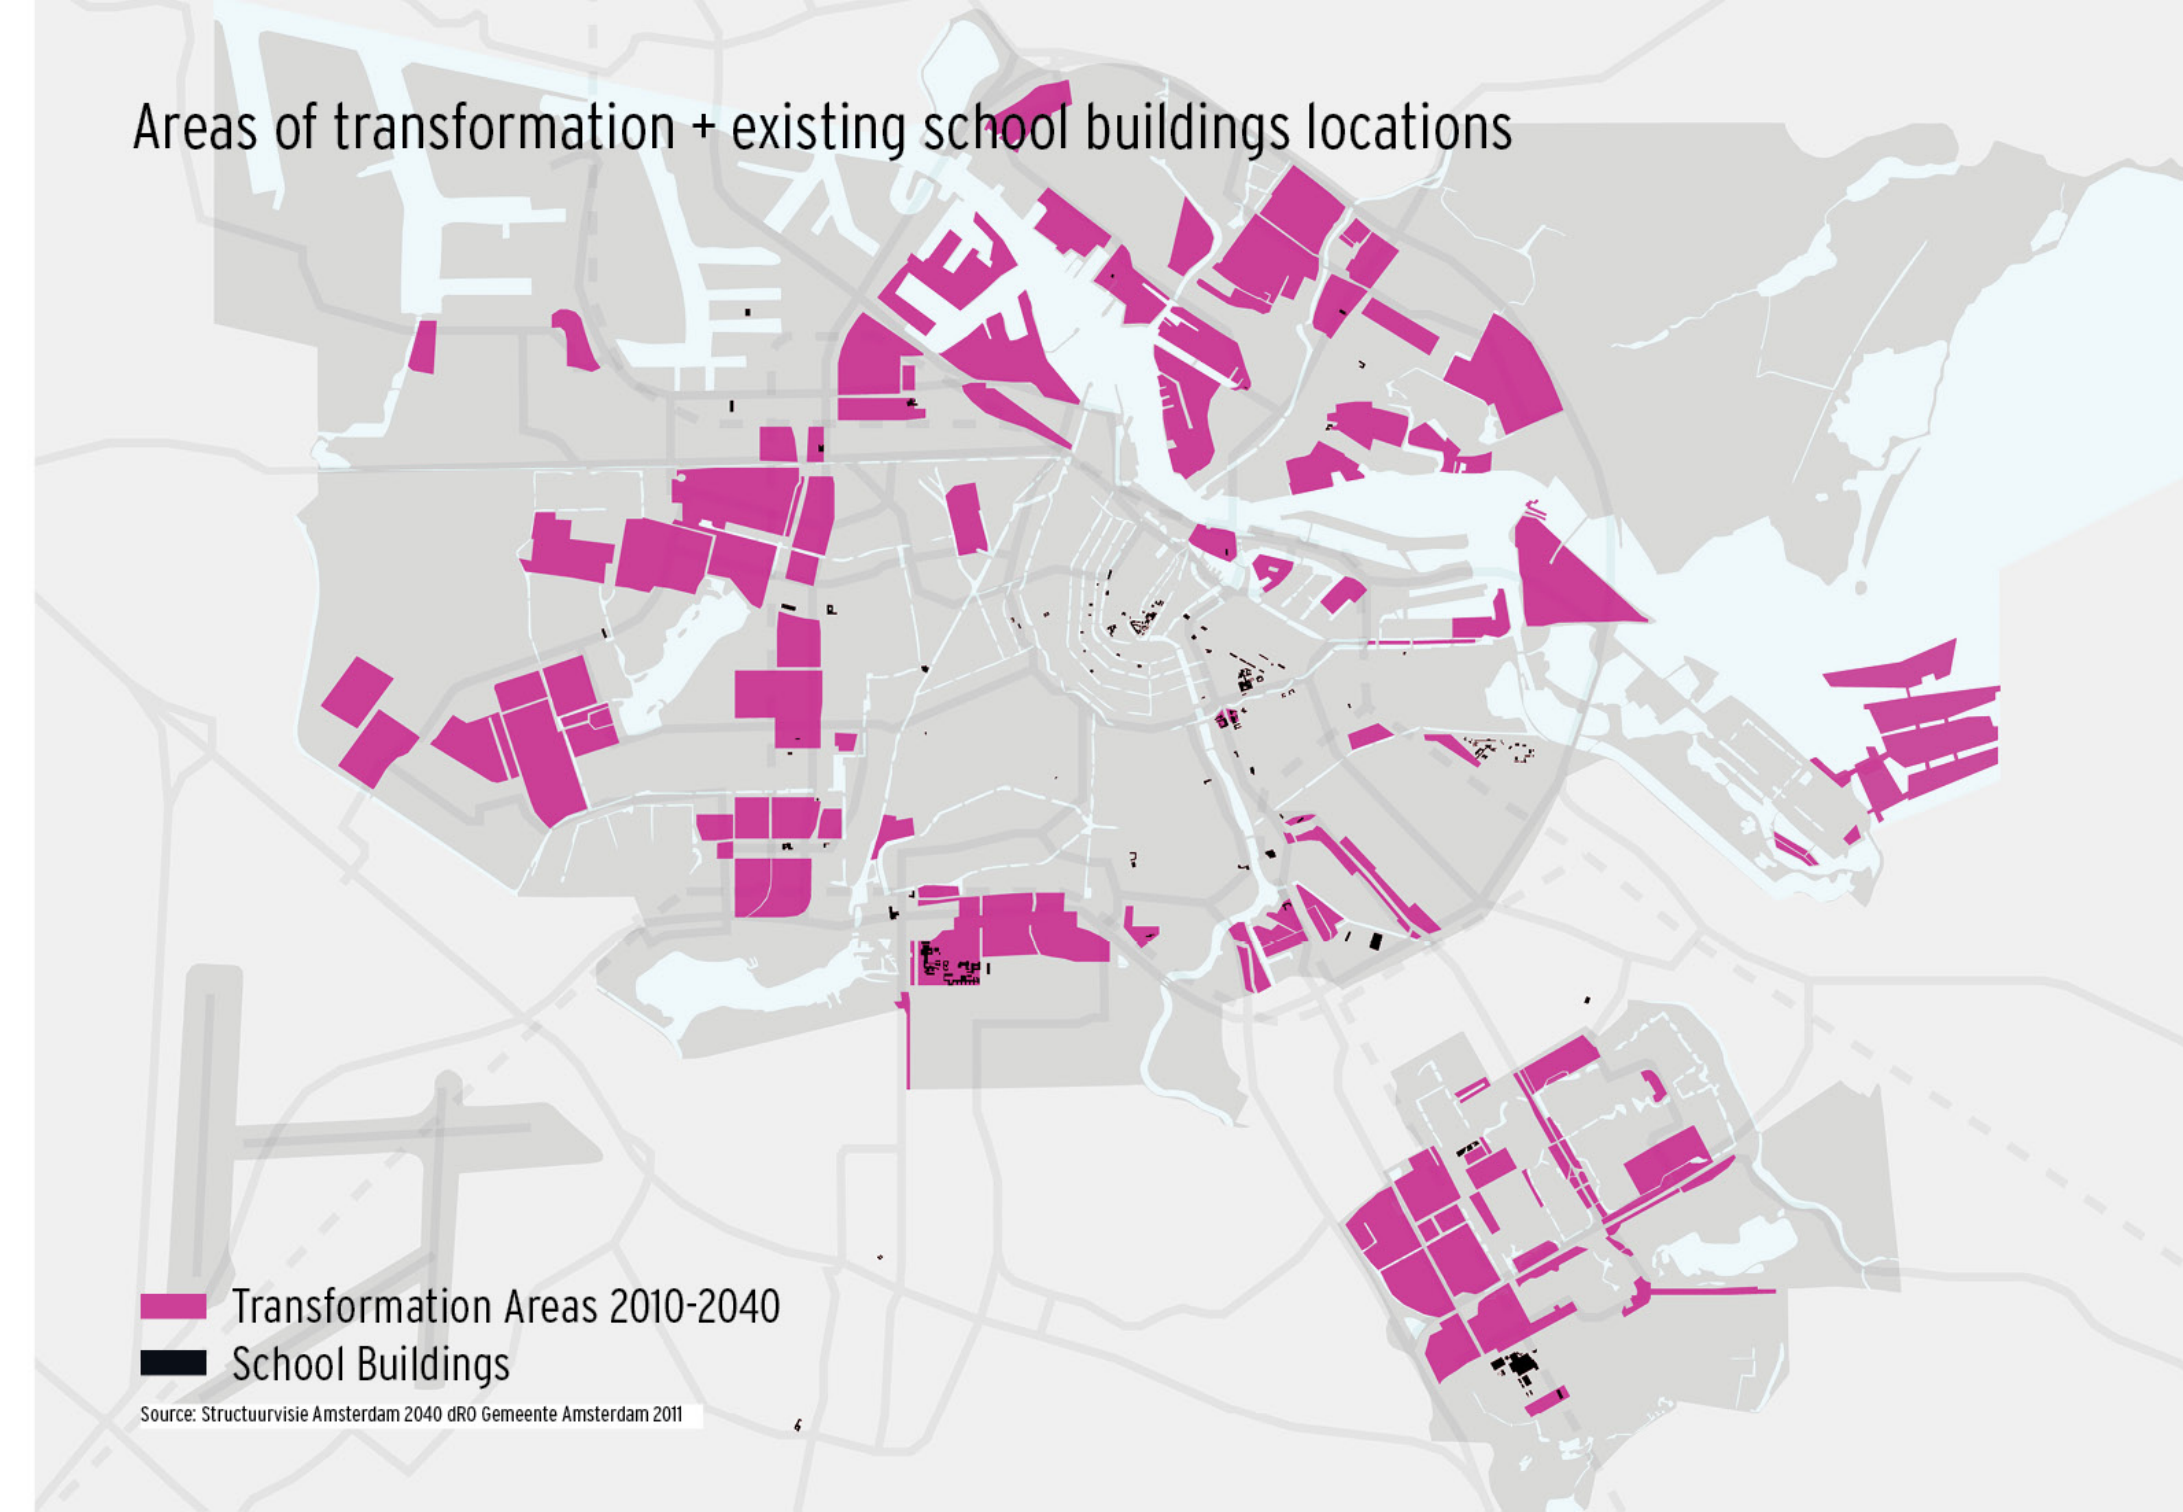 Areas of transformation + existing school buildings locations
Transformation Areas 2010-2040
School Buildings
Source: Structuurvisie Amsterdam 2040 dRO Gemeente Amsterdam 2011